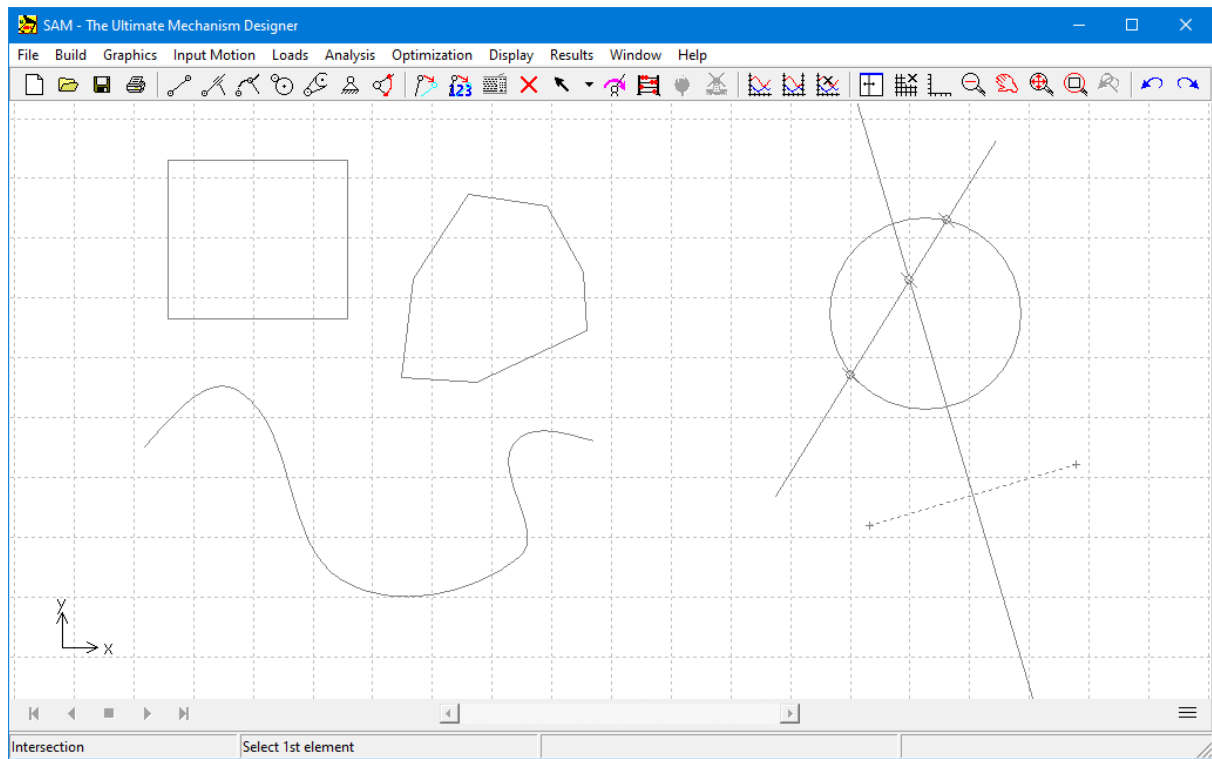 SAM - The Ultimate Mechanism Designer
File Build Graphics Input Motion Loads Analysis Optimization Display Results Window Help
123
y
x
Intersection Select 1st element